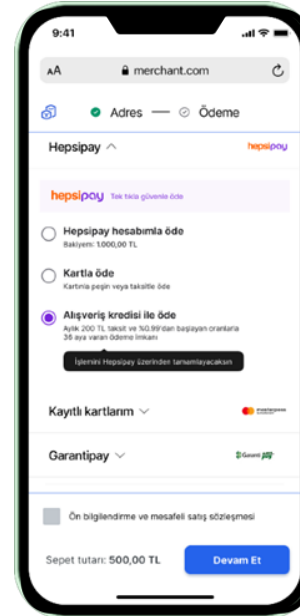 9:41
AA merchant.com
Adres — Ödeme
Hepsipay hepsipay
hepsipay Tek tıkla güvenle öde
Hepsipay hesabımla öde
Bakiyem: 1.000,00 TL
Kartla öde
Kartınla peşin veya taksitle öde
Alışveriş kredisi ile öde
Aylık 200 TL taksit ve %0.99'dan başlayan oranlarla
36 aya varan ödeme imkanı
İşlemini Hepsipay üzerinden tamamlayacaksın
Kayıtlı kartlarım masterpass
Garantipay Garanti pay
Ön bilgilendirme ve mesafeli satış sözleşmesi
Sepet tutarı: 500,00 TL Devam Et